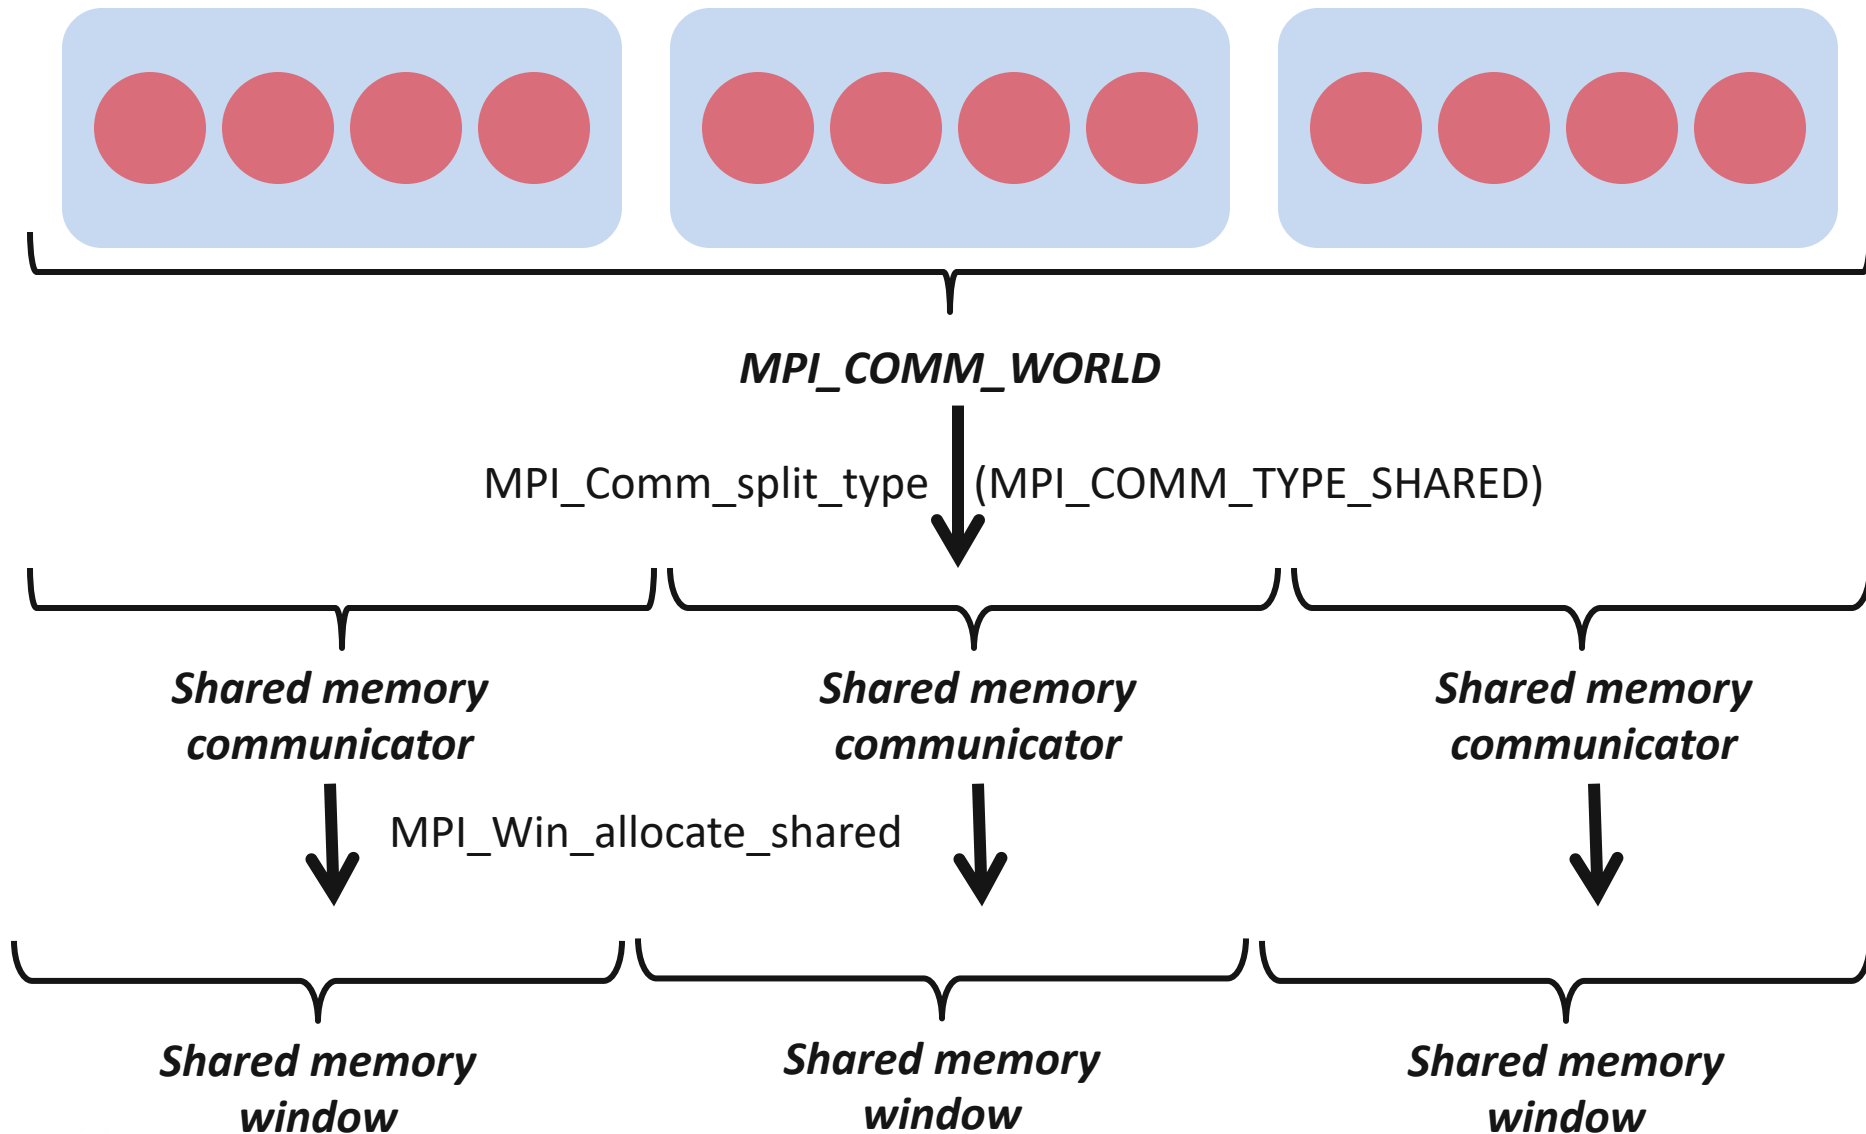 MPI_COMM_WORLD
MPI_Comm_split_type (MPI_COMM_TYPE_SHARED)
Shared memory
communicator
Shared memory
communicator
Shared memory
communicator
MPI_Win_allocate_shared
Shared memory
window
Shared memory
window
Shared memory
window